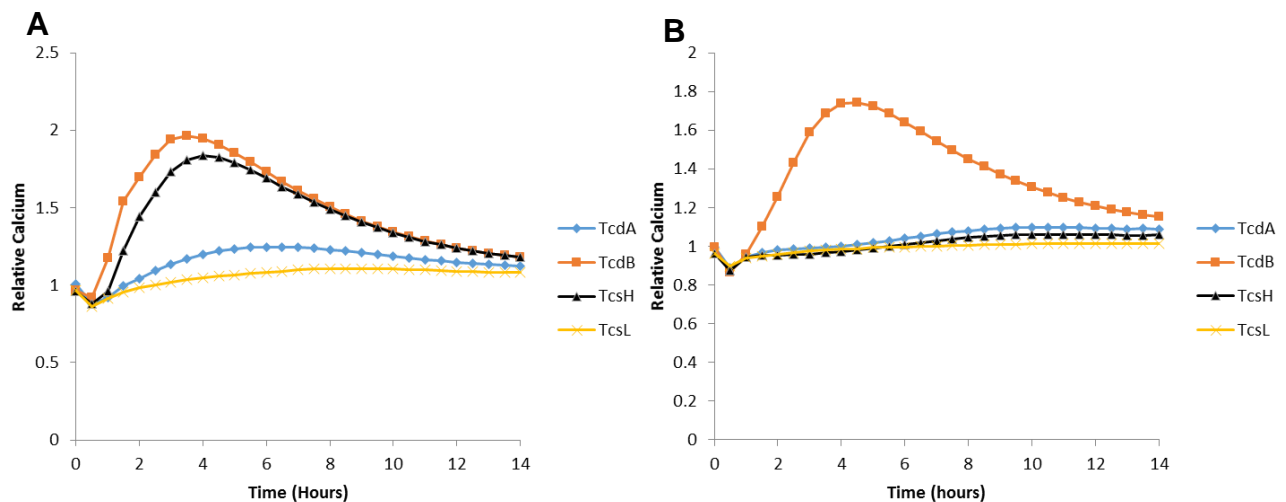 A
2.5
2
1.5
1
0.5
0
0 2 4 6 8 10 12 14
Relative Calcium
Time (Hours)
TcdA
TcdB
TcsH
TcsL
B
2
1.8
1.6
1.4
1.2
1
0.8
0.6
0.4
0.2
0
0 2 4 6 8 10 12 14
Relative Calcium
Time (hours)
TcdA
TcdB
TcsH
TcsL